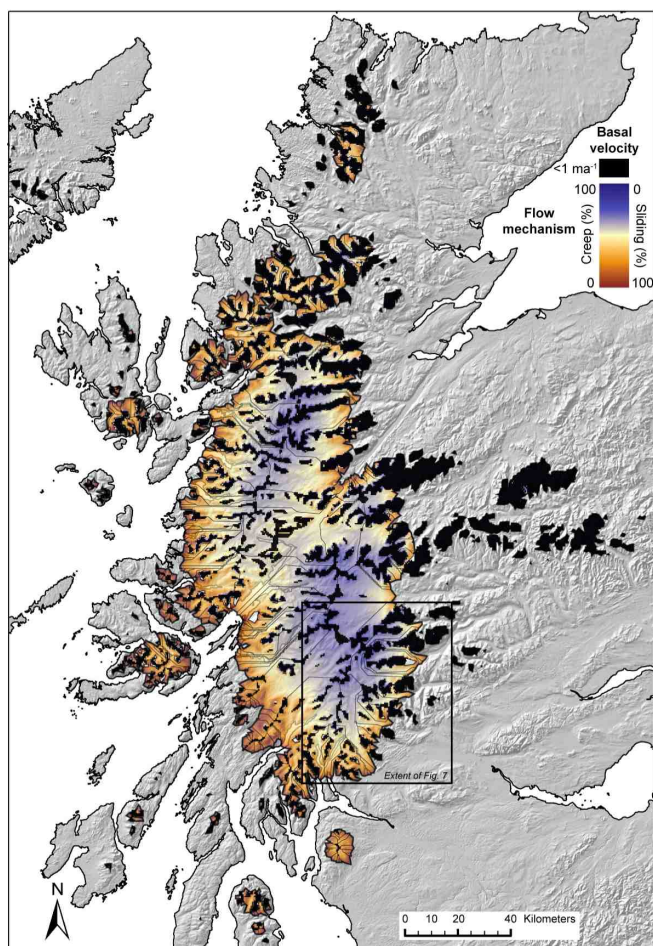 Basal
velocity
<1 ma⁻¹
100
0
Flow
mechanism
Creep (%)
Sliding (%)
0
100
Extent of Fig. 7
N
0 10 20 40 Kilometers